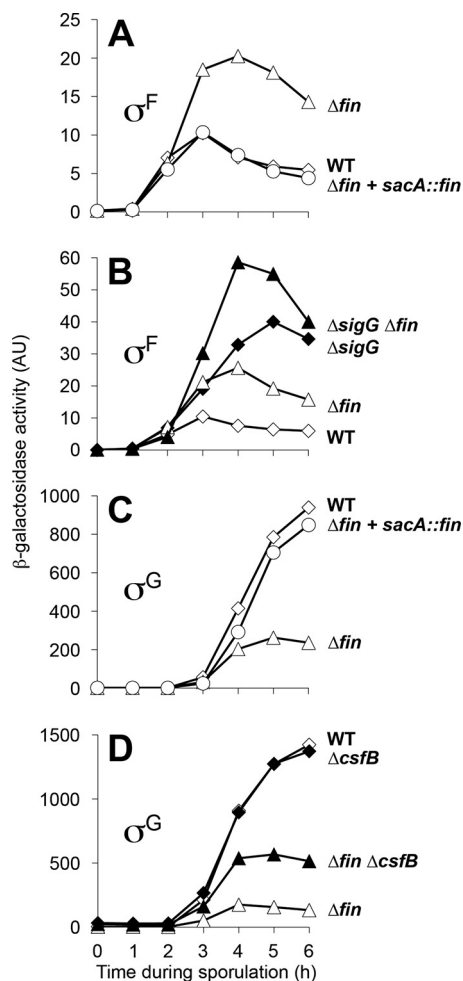 A
25
20
15
10
5
0
σF
Δfin
WT
Δfin + sacA::fin
B
60
50
40
30
20
10
0
σF
ΔsigG Δfin
ΔsigG
Δfin
WT
β-galactosidase activity (AU)
C
1000
800
600
400
200
0
σG
WT
Δfin + sacA::fin
Δfin
D
1500
1000
500
0
σG
WT
ΔcsfB
Δfin ΔcsfB
Δfin
0 1 2 3 4 5 6
Time during sporulation (h)